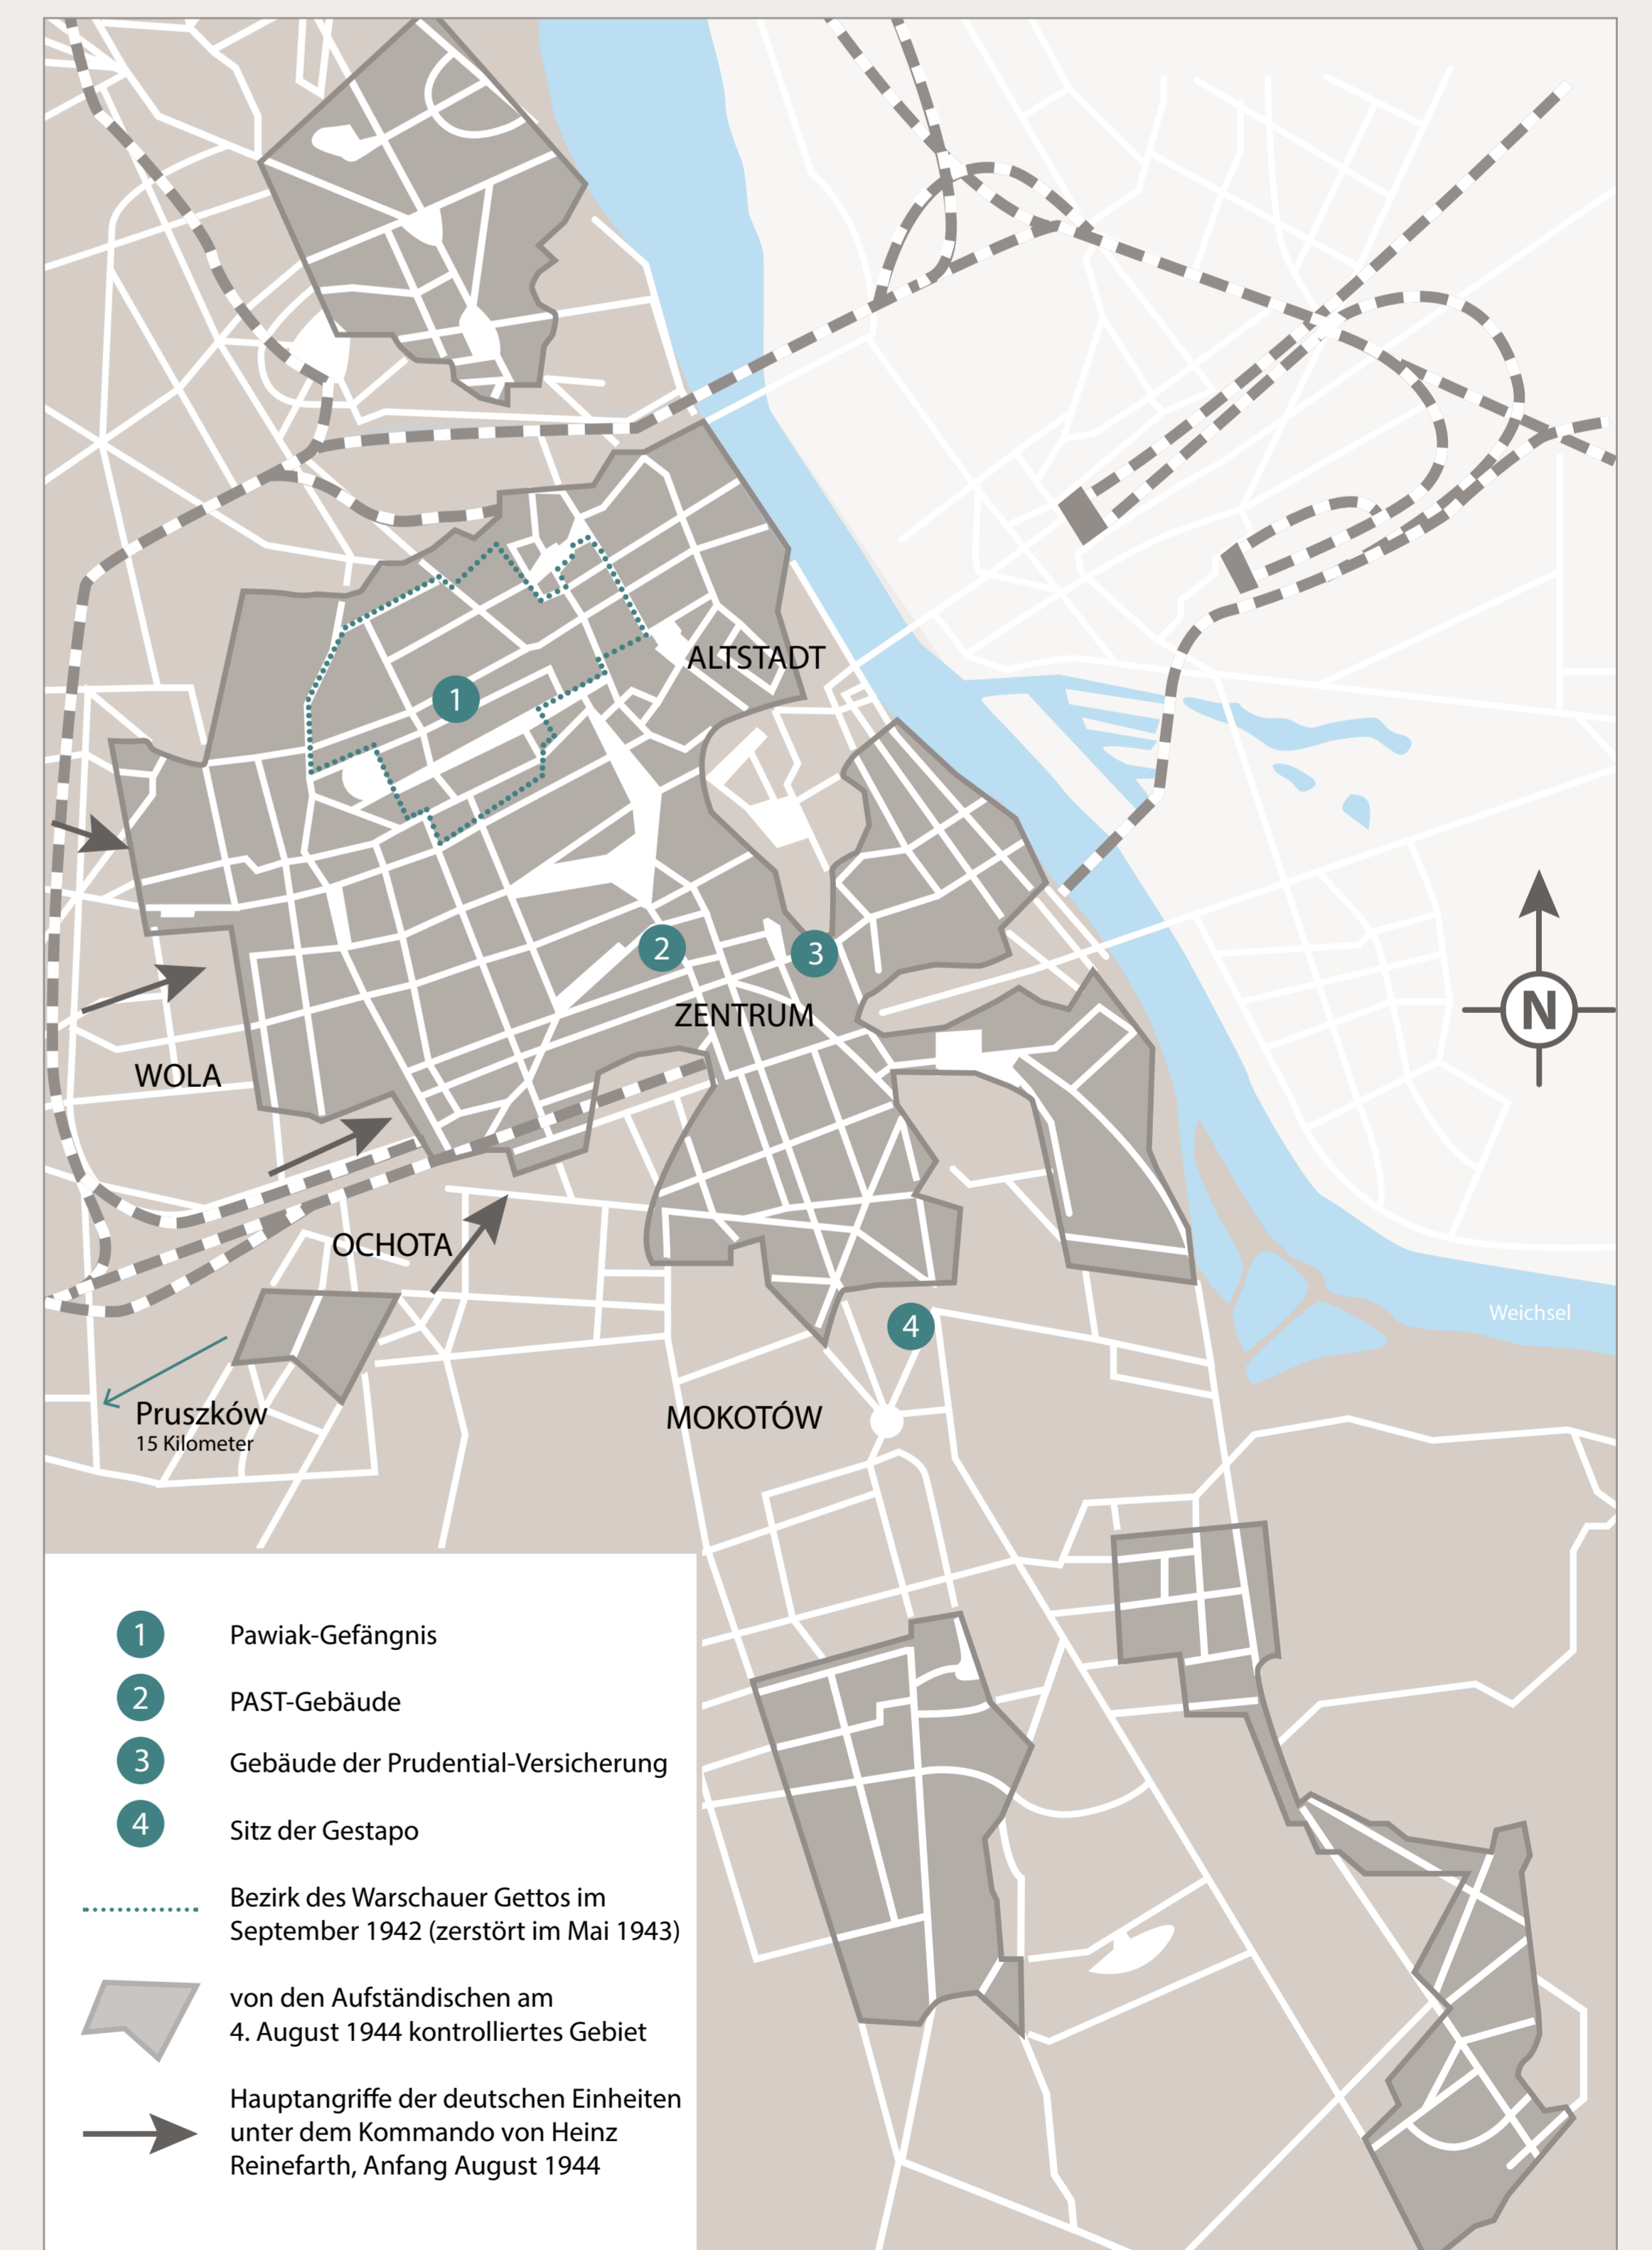 ALTSTADT
1
2
3
ZENTRUM
N
WOLA
OCHOTA
Weichsel
4
Pruszków
15 Kilometer
MOKOTÓW
1 Pawiak-Gefängnis
2 PAST-Gebäude
3 Gebäude der Prudential-Versicherung
4 Sitz der Gestapo
Bezirk des Warschauer Gettos im
September 1942 (zerstört im Mai 1943)
von den Aufständischen am
4. August 1944 kontrolliertes Gebiet
Hauptangriffe der deutschen Einheiten
unter dem Kommando von Heinz
Reinefarth, Anfang August 1944